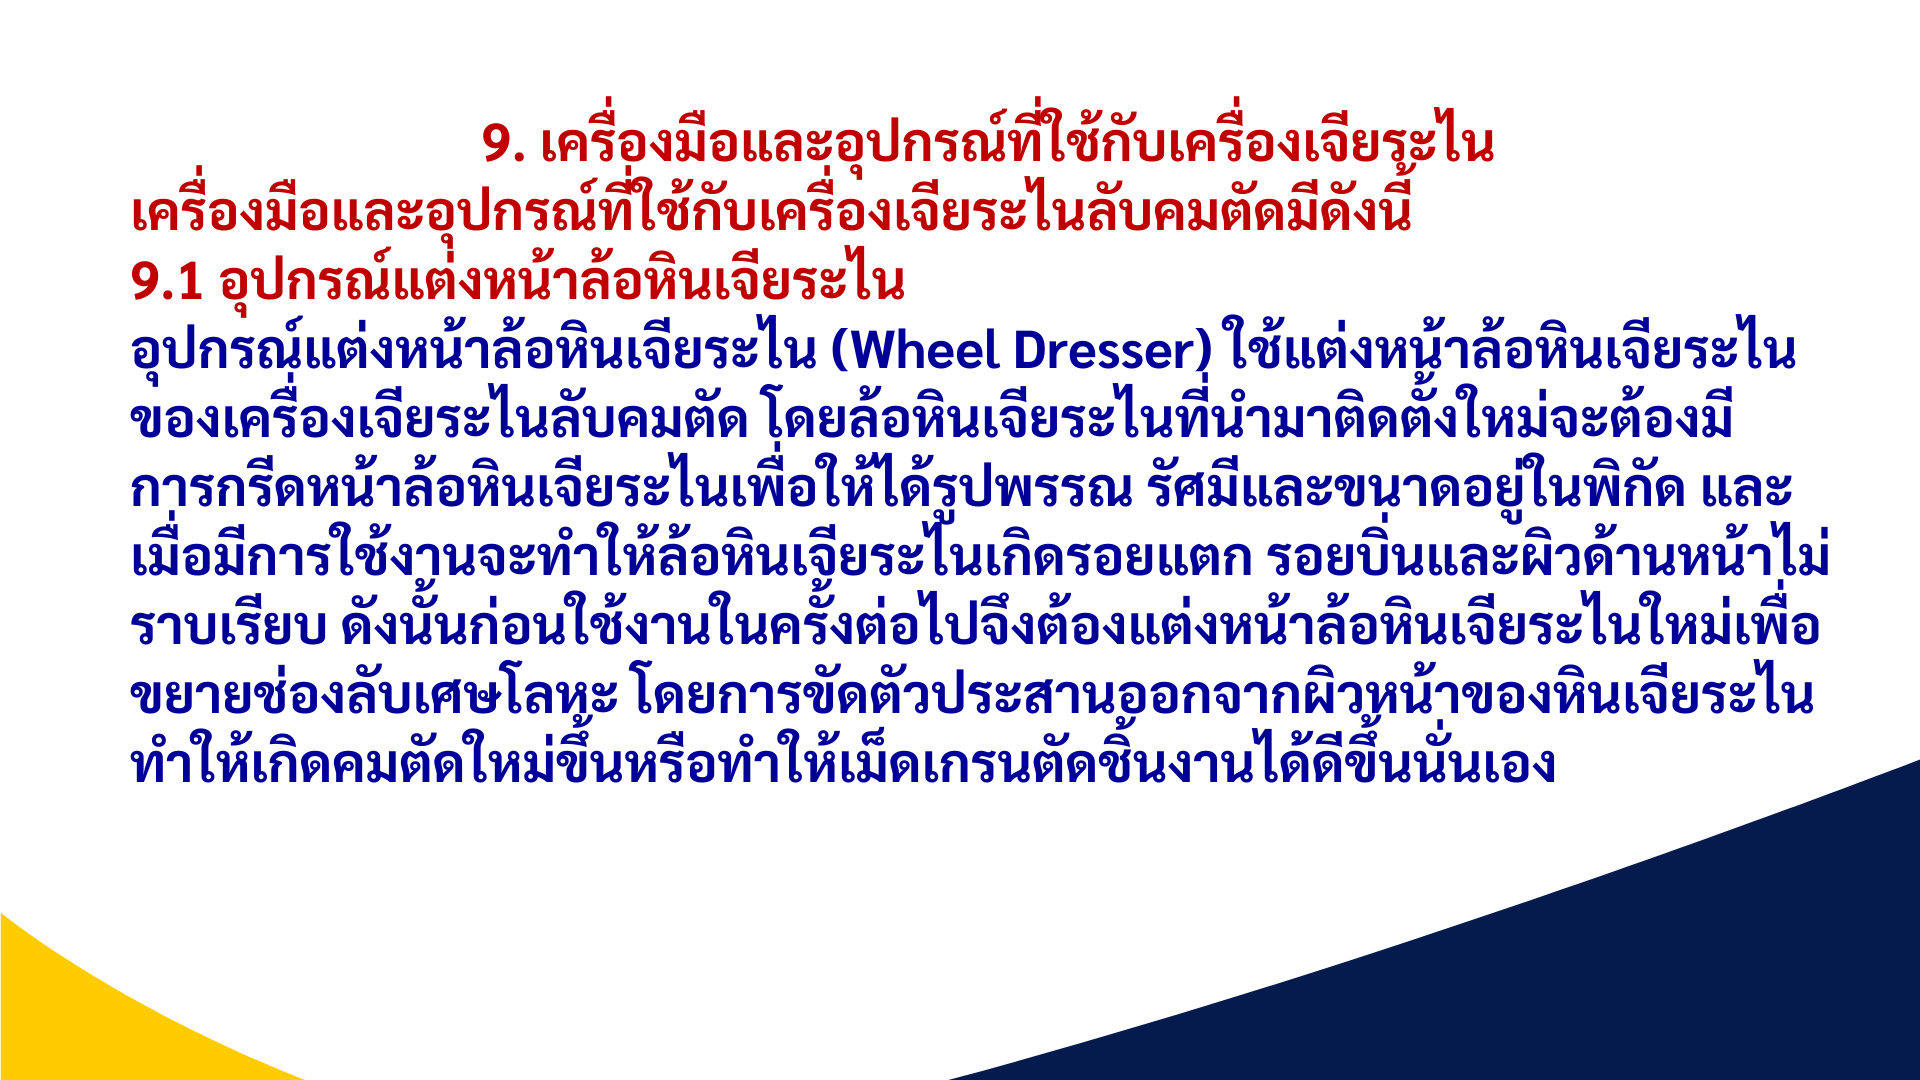 9. เครื่องมือและอุปกรณ์ที่ใช้กับเครื่องเจียระไน
เครื่องมือและอุปกรณ์ที่ใช้กับเครื่องเจียระไนลับคมตัดมีดังนี้
9.1 อุปกรณ์แต่งหน้าล้อหินเจียระไน
อุปกรณ์แต่งหน้าล้อหินเจียระไน (Wheel Dresser) ใช้แต่งหน้าล้อหินเจียระไน
ของเครื่องเจียระไนลับคมตัด โดยล้อหินเจียระไนที่นำมาติดตั้งใหม่จะต้องมี
การกรีดหน้าล้อหินเจียระไนเพื่อให้ได้รูปพรรณ รัศมีและขนาดอยู่ในพิกัด และ
เมื่อมีการใช้งานจะทำให้ล้อหินเจียระไนเกิดรอยแตก รอยบิ่นและผิวด้านหน้าไม่
ราบเรียบ ดังนั้นก่อนใช้งานในครั้งต่อไปจึงต้องแต่งหน้าล้อหินเจียระไนใหม่เพื่อ
ขยายช่องลับเศษโลหะ โดยการขัดตัวประสานออกจากผิวหน้าของหินเจียระไน
ทำให้เกิดคมตัดใหม่ขึ้นหรือทำให้เม็ดเกรนตัดชิ้นงานได้ดีขึ้นนั่นเอง